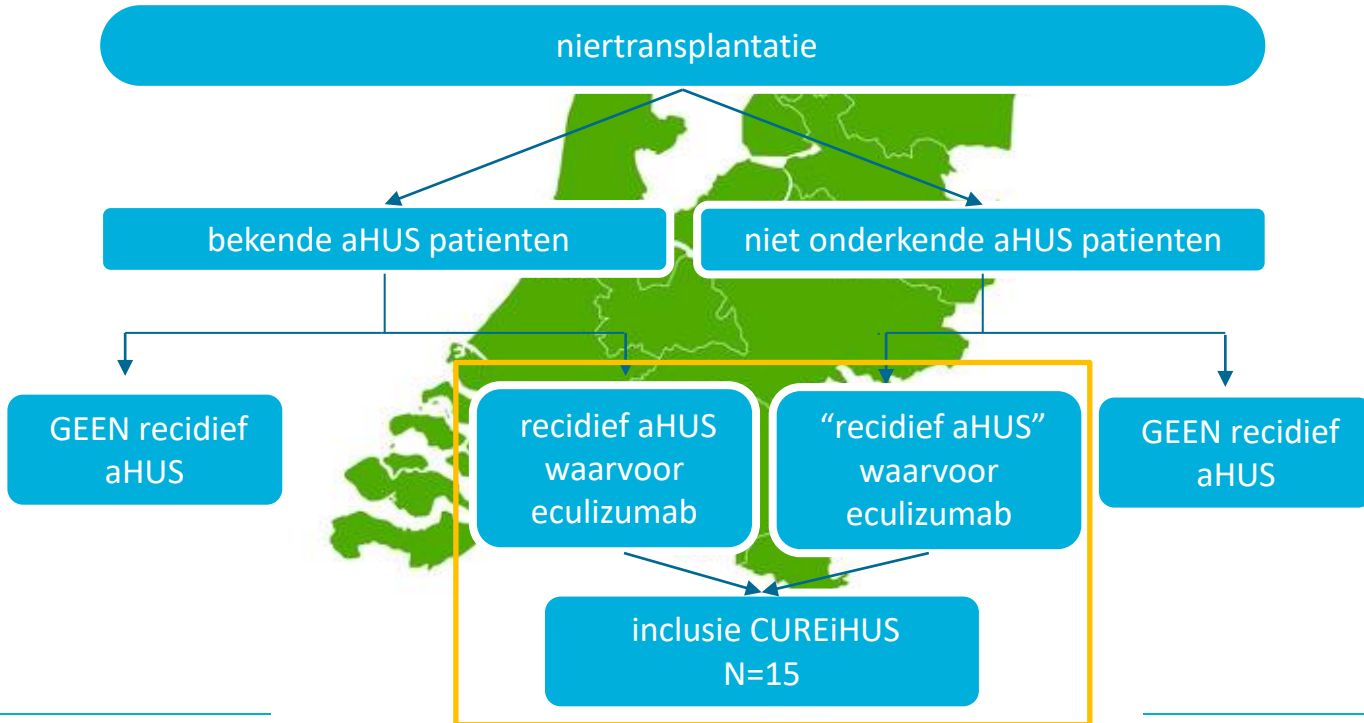 niertransplantatie
bekende aHUS patienten
niet onderkende aHUS patienten
GEEN recidief
aHUS
recidief aHUS
waarvoor
eculizumab
“recidief aHUS”
waarvoor
eculizumab
GEEN recidief
aHUS
inclusie CUREiHUS
N=15